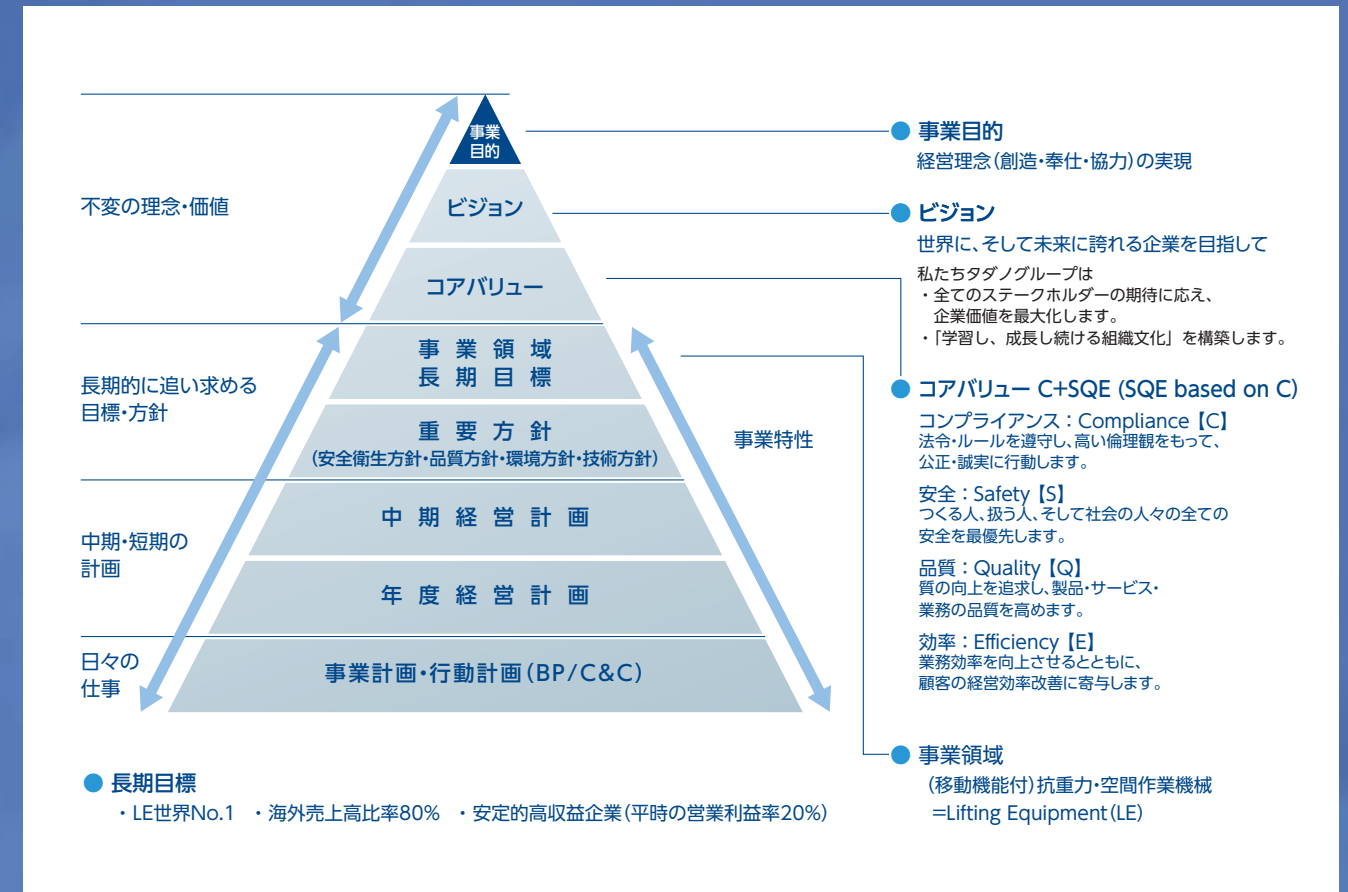 事業
目的
ビジョン
コアバリュー
事業領域
長期目標
重要方針
(安全衛生方針・品質方針・環境方針・技術方針)
中期経営計画
年度経営計画
事業計画・行動計画(BP/C&C)
不変の理念・価値
長期的に追い求める
目標・方針
中期・短期の
計画
日々の
仕事
事業特性
事業目的
経営理念(創造・奉仕・協力)の実現
ビジョン
世界に、そして未来に誇れる企業を目指して
私たちタダノグループは
・全てのステークホルダーの期待に応え、
企業価値を最大化します。
・「学習し、成長し続ける組織文化」を構築します。
コアバリュー C+SQE (SQE based on C)
コンプライアンス：Compliance【C】
法令・ルールを遵守し、高い倫理観をもって、
公正・誠実に行動します。
安全：Safety【S】
つくる人、扱う人、そして社会の人々の全ての
安全を最優先します。
品質：Quality【Q】
質の向上を追求し、製品・サービス・
業務の品質を高めます。
効率：Efficiency【E】
業務効率を向上させるとともに、
顧客の経営効率改善に寄与します。
事業領域
(移動機能付)抗重力・空間作業機械
=Lifting Equipment(LE)
長期目標
・LE世界No.1 ・海外売上高比率80% ・安定的高収益企業(平時の営業利益率20%)